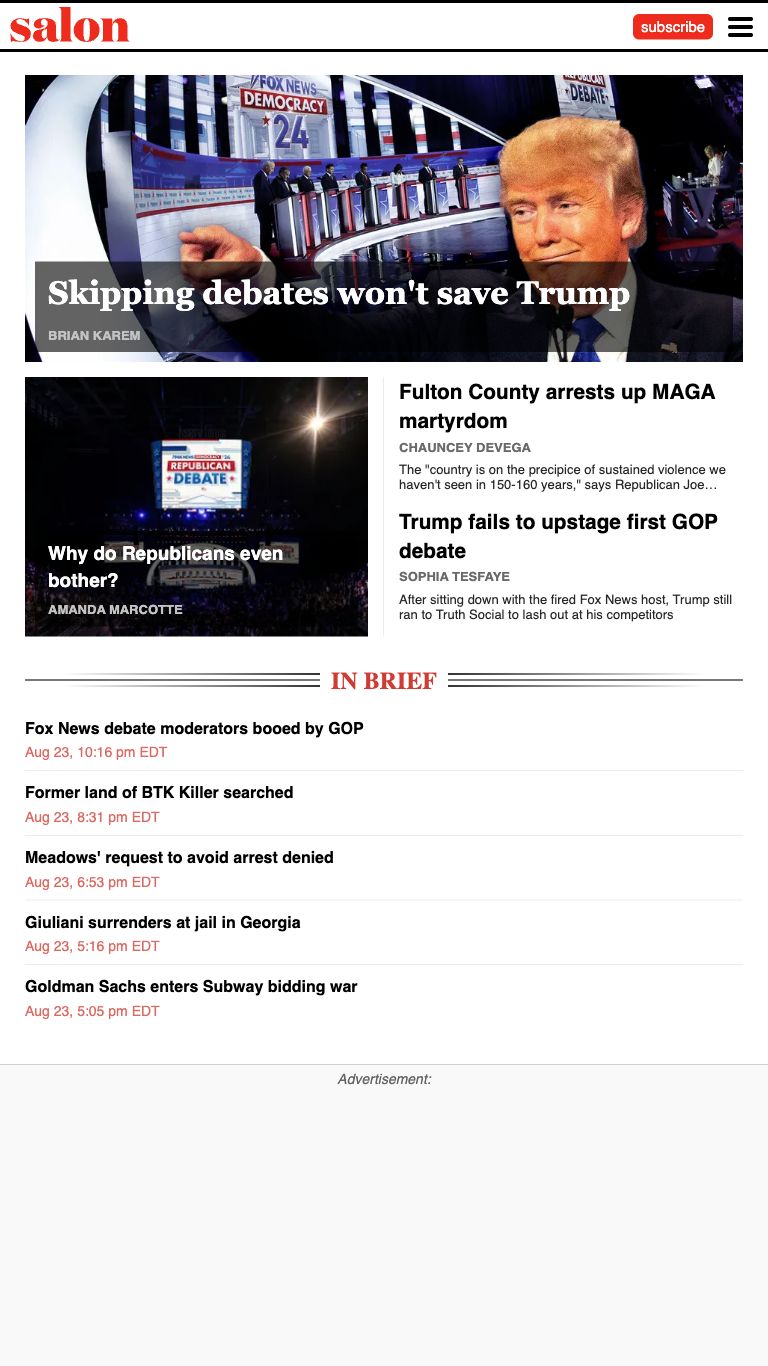 salon
subscribe
FOX NEWS
DEMOCRACY
24
REPUBLICAN
DEBATE
Skipping debates won't save Trump
BRIAN KAREM
FOX NEWS DEMOCRACY 24
REPUBLICAN
DEBATE
Why do Republicans even
bother?
AMANDA MARCOTTE
Fulton County arrests up MAGA
martyrdom
CHAUNCEY DEVEGA
The "country is on the precipice of sustained violence we
haven't seen in 150-160 years," says Republican Joe…
Trump fails to upstage first GOP
debate
SOPHIA TESFAYE
After sitting down with the fired Fox News host, Trump still
ran to Truth Social to lash out at his competitors
IN BRIEF
Fox News debate moderators booed by GOP
Aug 23, 10:16 pm EDT
Former land of BTK Killer searched
Aug 23, 8:31 pm EDT
Meadows' request to avoid arrest denied
Aug 23, 6:53 pm EDT
Giuliani surrenders at jail in Georgia
Aug 23, 5:16 pm EDT
Goldman Sachs enters Subway bidding war
Aug 23, 5:05 pm EDT
Advertisement: